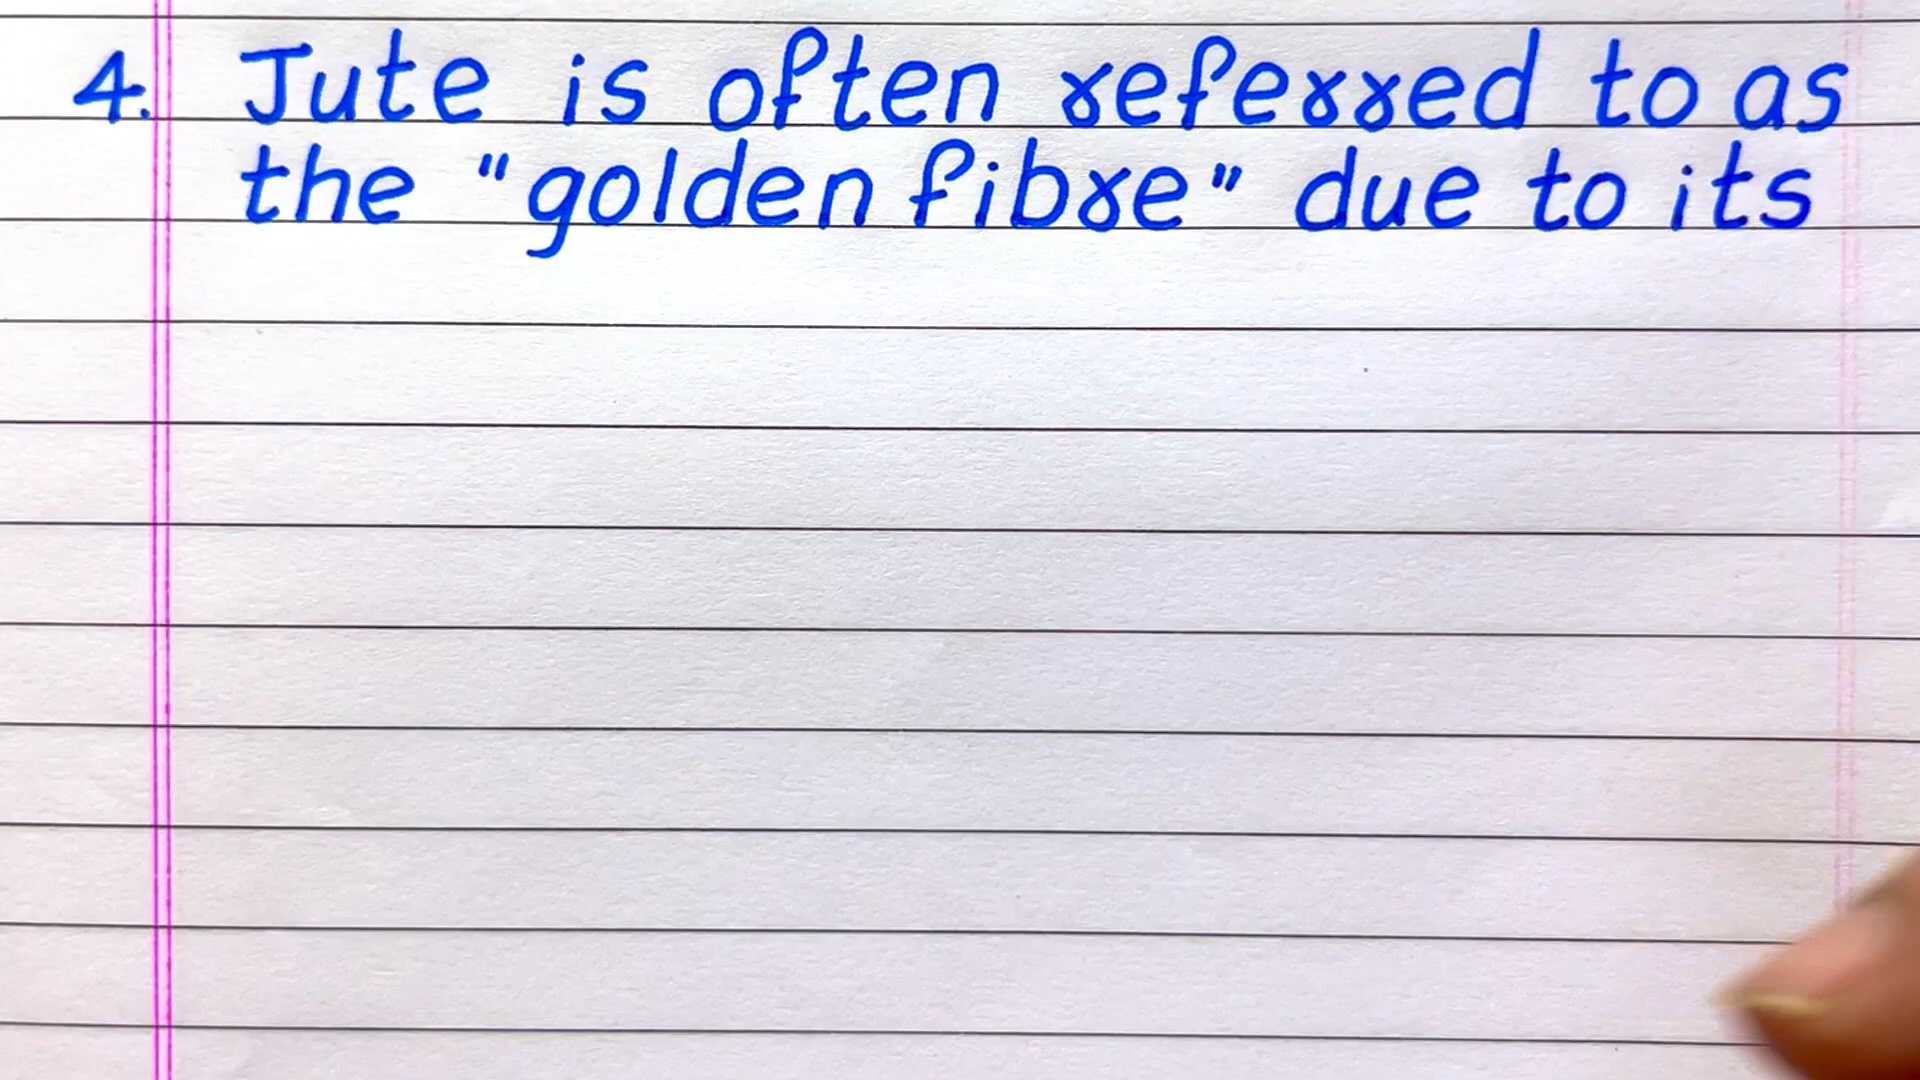 4. Jute is often referred to as
the "golden fibre" due to its